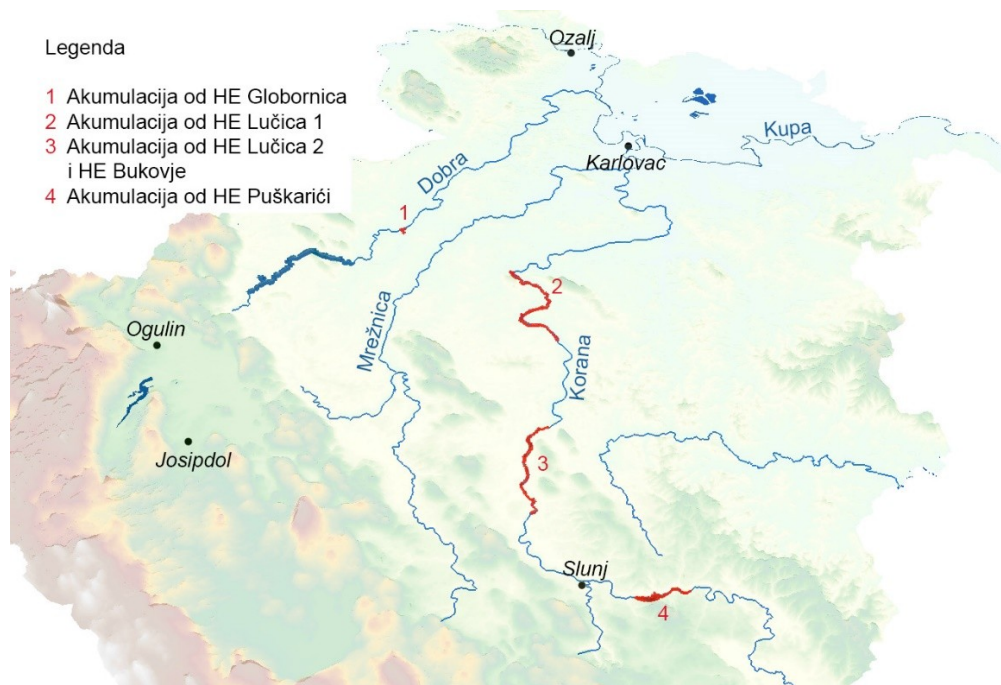 Legenda
1 Akumulacija od HE Globornica
2 Akumulacija od HE Lučica 1
3 Akumulacija od HE Lučica 2
i HE Bukovje
4 Akumulacija od HE Puškarići
Ozalj
Kupa
Karlovac
Dobra
1
2
Mrežnica
Ogulin
Korana
Josipdol
3
Slunj
4